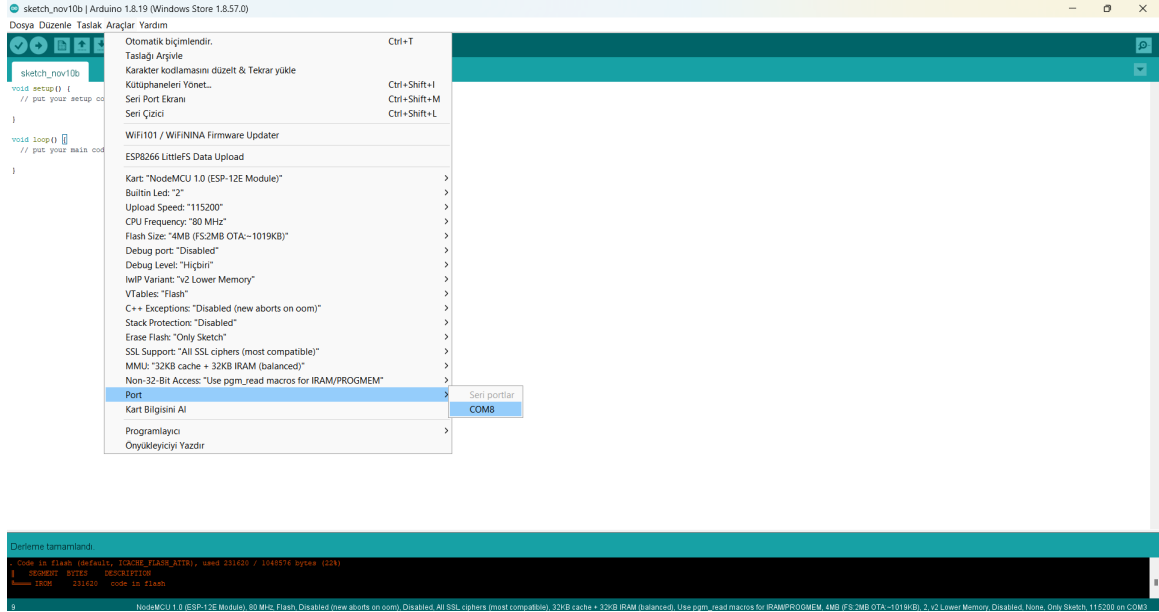 sketch_nov10b | Arduino 1.8.19 (Windows Store 1.8.57.0)
Dosya Düzenle Taslak Araçlar Yardım
sketch_nov10b
void setup() {
// put your setup co
}
void loop() {
// put your main cod
}
Otomatik biçimlendir. Ctrl+T
Taslağı Arşivle
Karakter kodlamasını düzelt & Tekrar yükle
Kütüphaneleri Yönet... Ctrl+Shift+I
Seri Port Ekranı Ctrl+Shift+M
Seri Çizici Ctrl+Shift+L
WiFi101 / WiFiNINA Firmware Updater
ESP8266 LittleFS Data Upload
Kart: "NodeMCU 1.0 (ESP-12E Module)"
Builtin Led: "2"
Upload Speed: "115200"
CPU Frequency: "80 MHz"
Flash Size: "4MB (FS:2MB OTA:~1019KB)"
Debug port: "Disabled"
Debug Level: "Hiçbiri"
lwIP Variant: "v2 Lower Memory"
VTables: "Flash"
C++ Exceptions: "Disabled (new aborts on oom)"
Stack Protection: "Disabled"
Erase Flash: "Only Sketch"
SSL Support: "All SSL ciphers (most compatible)"
MMU: "32KB cache + 32KB IRAM (balanced)"
Non-32-Bit Access: "Use pgm_read macros for IRAM/PROGMEM"
Port
Seri portlar
COM8
Kart Bilgisini Al
Programlayıcı
Önyükleyiciyi Yazdır
Derleme tamamlandı.
. Code in flash (default, ICACHE_FLASH_ATTR), used 231620 / 1048576 bytes (22%)
║ SEGMENT BYTES DESCRIPTION
╚════ IROM 231620 code in flash
9 NodeMCU 1.0 (ESP-12E Module), 80 MHz, Flash, Disabled (new aborts on oom), Disabled, All SSL ciphers (most compatible), 32KB cache + 32KB IRAM (balanced), Use pgm_read macros for IRAM/PROGMEM, 4MB (FS:2MB OTA:~1019KB), 2, v2 Lower Memory, Disabled, None, Only Sketch, 115200 on COM3